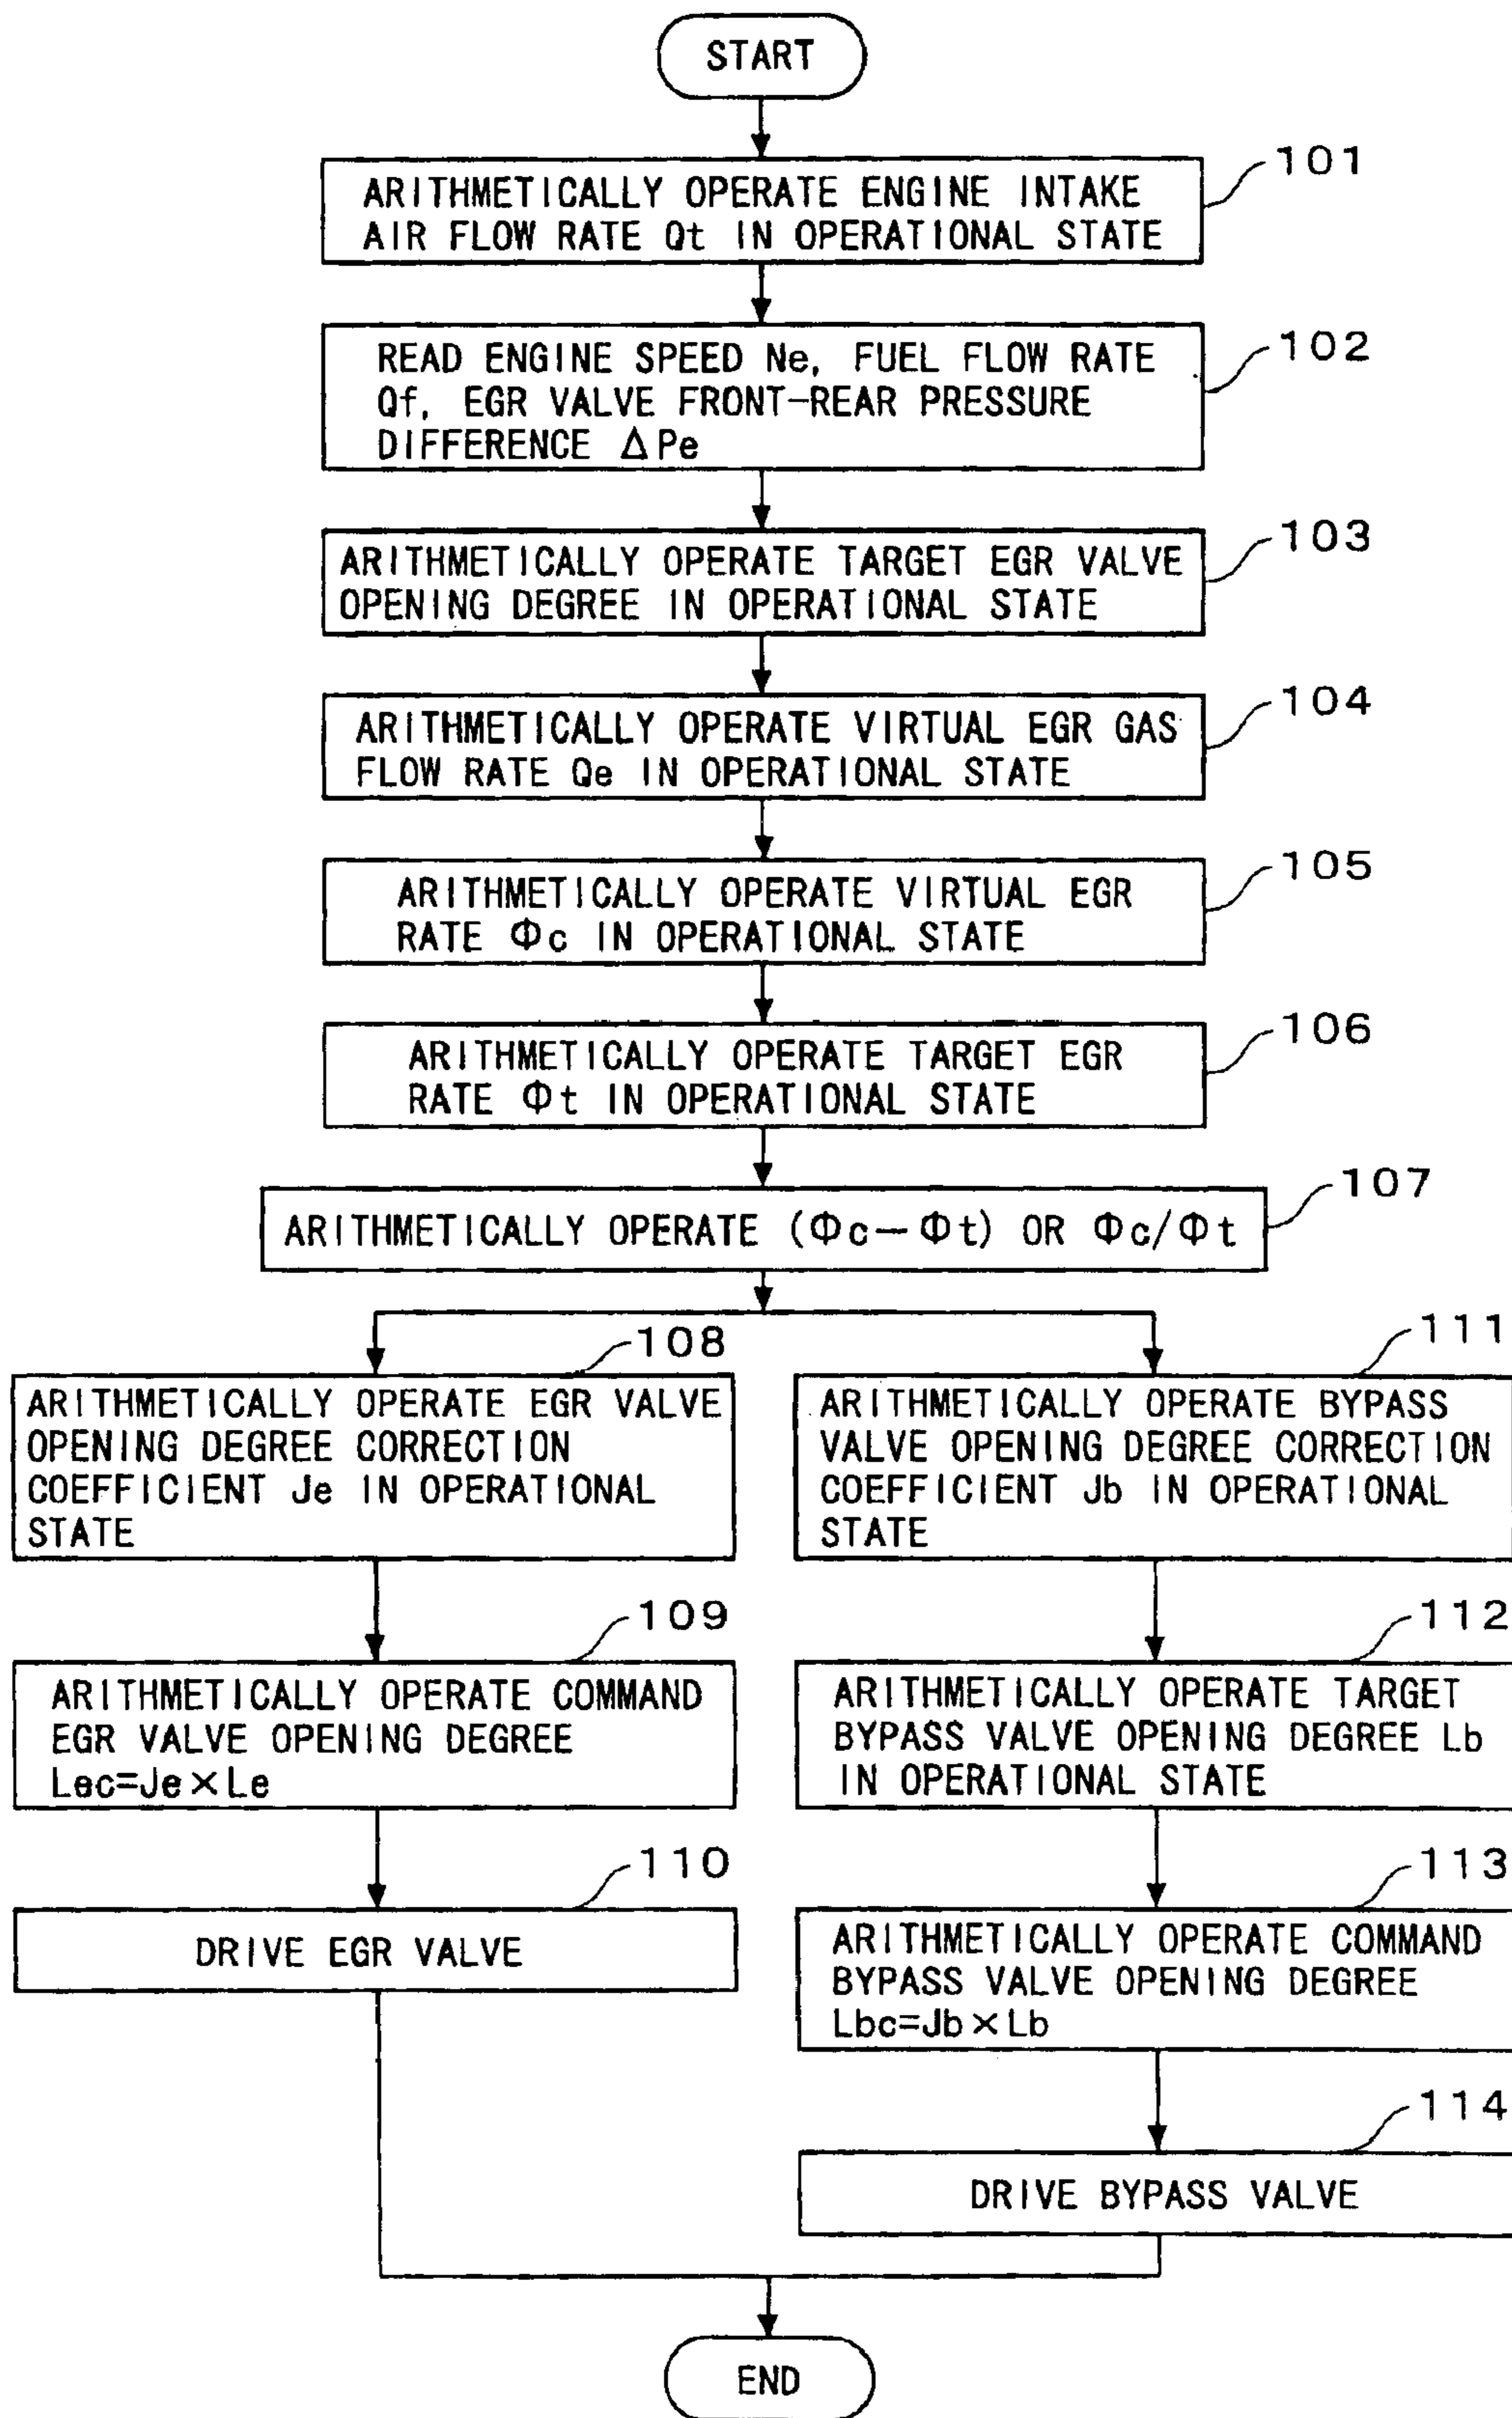 START
101
ARITHMETICALLY OPERATE ENGINE INTAKE
AIR FLOW RATE Qt IN OPERATIONAL STATE
102
READ ENGINE SPEED Ne, FUEL FLOW RATE
Qf, EGR VALVE FRONT-REAR PRESSURE
DIFFERENCE ΔPe
103
ARITHMETICALLY OPERATE TARGET EGR VALVE
OPENING DEGREE IN OPERATIONAL STATE
104
ARITHMETICALLY OPERATE VIRTUAL EGR GAS
FLOW RATE Qe IN OPERATIONAL STATE
105
ARITHMETICALLY OPERATE VIRTUAL EGR
RATE Φc IN OPERATIONAL STATE
106
ARITHMETICALLY OPERATE TARGET EGR
RATE Φt IN OPERATIONAL STATE
107
ARITHMETICALLY OPERATE (Φc-Φt) OR Φc/Φt
108
ARITHMETICALLY OPERATE EGR VALVE
OPENING DEGREE CORRECTION
COEFFICIENT Je IN OPERATIONAL
STATE
109
ARITHMETICALLY OPERATE COMMAND
EGR VALVE OPENING DEGREE
Lec=Je×Le
110
DRIVE EGR VALVE
111
ARITHMETICALLY OPERATE BYPASS
VALVE OPENING DEGREE CORRECTION
COEFFICIENT Jb IN OPERATIONAL
STATE
112
ARITHMETICALLY OPERATE TARGET
BYPASS VALVE OPENING DEGREE Lb
IN OPERATIONAL STATE
113
ARITHMETICALLY OPERATE COMMAND
BYPASS VALVE OPENING DEGREE
Lbc=Jb×Lb
114
DRIVE BYPASS VALVE
END